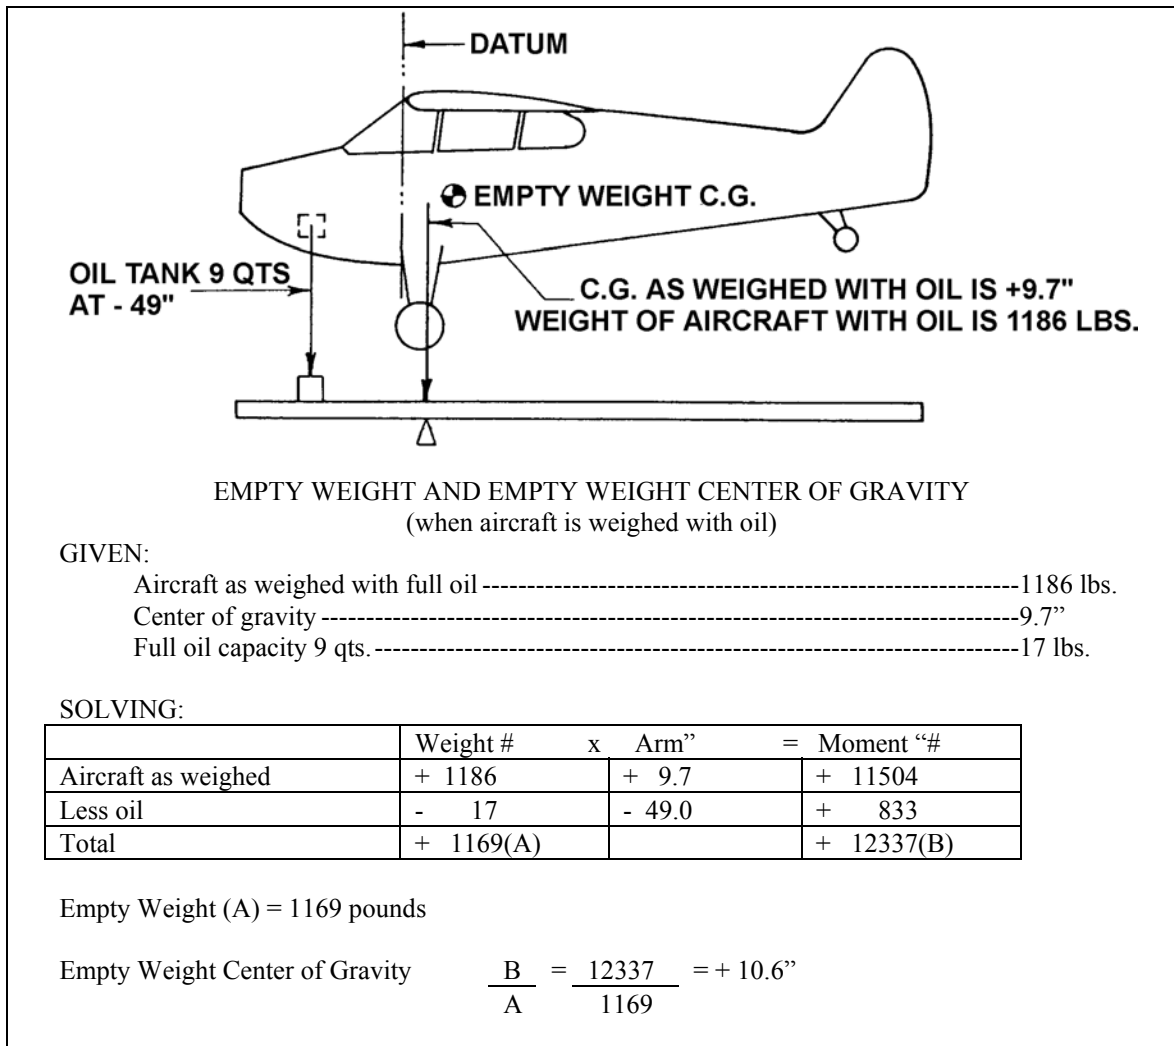 DATUM
EMPTY WEIGHT C.G.
OIL TANK 9 QTS
AT - 49"
C.G. AS WEIGHED WITH OIL IS +9.7"
WEIGHT OF AIRCRAFT WITH OIL IS 1186 LBS.
EMPTY WEIGHT AND EMPTY WEIGHT CENTER OF GRAVITY
(when aircraft is weighed with oil)
GIVEN:
Aircraft as weighed with full oil -----------------------------------------------------------1186 lbs.
Center of gravity -----------------------------------------------------------------------------9.7”
Full oil capacity 9 qts.-----------------------------------------------------------------------17 lbs.
SOLVING:
Weight # x Arm” = Moment “#
Aircraft as weighed + 1186 + 9.7 + 11504
Less oil - 17 - 49.0 + 833
Total + 1169(A) + 12337(B)
Empty Weight (A) = 1169 pounds
Empty Weight Center of Gravity B = 12337 = + 10.6”
A 1169